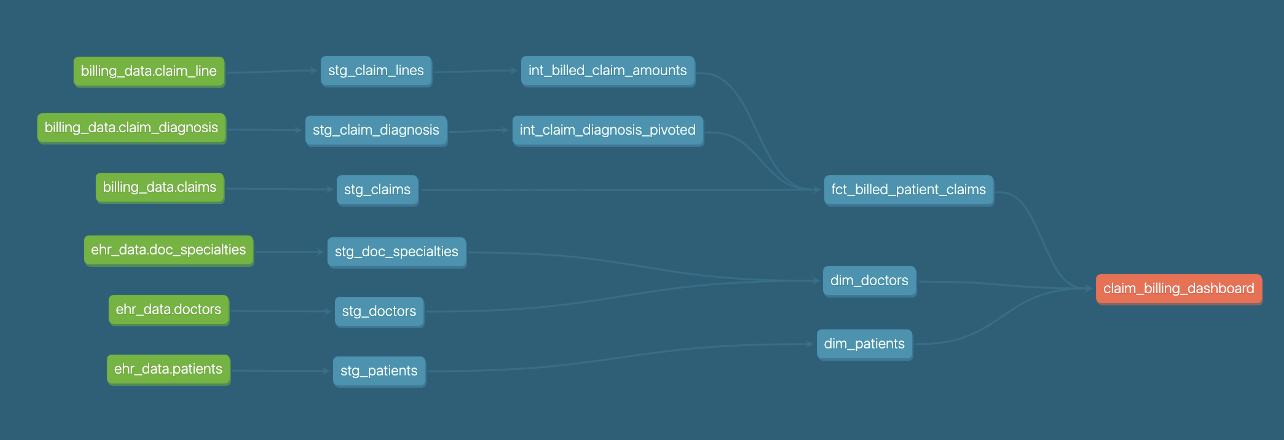 billing_data.claim_line
stg_claim_lines
int_billed_claim_amounts
billing_data.claim_diagnosis
stg_claim_diagnosis
int_claim_diagnosis_pivoted
billing_data.claims
stg_claims
fct_billed_patient_claims
ehr_data.doc_specialties
stg_doc_specialties
dim_doctors
claim_billing_dashboard
ehr_data.doctors
stg_doctors
dim_patients
ehr_data.patients
stg_patients